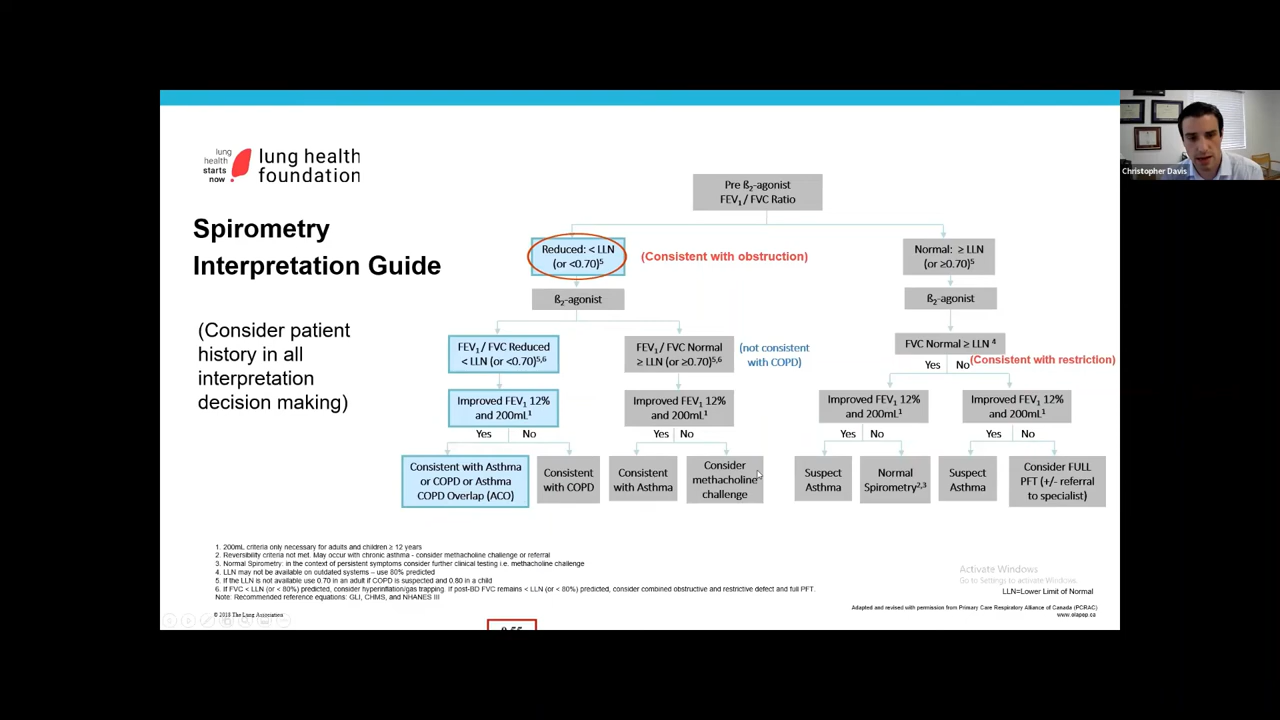 lung
health
starts
now
lung health
foundation
Spirometry
Interpretation Guide
(Consider patient
history in all
interpretation
decision making)
Pre ß₂-agonist
FEV₁ / FVC Ratio
Reduced: < LLN
(or <0.70)⁵
(Consistent with obstruction)
Normal: ≥ LLN
(or ≥0.70)⁵
ß₂-agonist
ß₂-agonist
FEV₁ / FVC Reduced
< LLN (or <0.70)⁵,⁶
FEV₁ / FVC Normal
≥ LLN (or ≥0.70)⁵,⁶
(not consistent
with COPD)
FVC Normal ≥ LLN ⁴
Yes No
(Consistent with restriction)
Improved FEV₁ 12%
and 200mL¹
Improved FEV₁ 12%
and 200mL¹
Improved FEV₁ 12%
and 200mL¹
Improved FEV₁ 12%
and 200mL¹
Yes No
Yes No
Yes No
Yes No
Consistent with Asthma
or COPD or Asthma
COPD Overlap (ACO)
Consistent
with COPD
Consistent
with Asthma
Consider
methacholine
challenge
Suspect
Asthma
Normal
Spirometry²,³
Suspect
Asthma
Consider FULL
PFT (+/- referral
to specialist)
1. 200mL criteria only necessary for adults and children ≥ 12 years
2. Reversibility criteria not met. May occur with chronic asthma - consider methacholine challenge or referral
3. Normal Spirometry: in the context of persistent symptoms consider further clinical testing i.e. methacholine challenge
4. LLN may not be available on outdated systems – use 80% predicted
5. If the LLN is not available use 0.70 in an adult if COPD is suspected and 0.80 in a child
6. If FVC remains < LLN (or < 80%) predicted, consider hyperinflation/gas trapping. If post-BD FVC remains < LLN (or < 80%) predicted, consider combined obstructive and restrictive defect and full PFT.
Note: Recommended reference equations: GLI, CHMS, and NHANES III
© 2018 The Lung Association
Activate Windows
Go to Settings to activate Windows.
LLN=Lower Limit of Normal
Adapted and revised with permission from Primary Care Respiratory Alliance of Canada (PCRAC)
www.olapep.ca
Christopher Davis